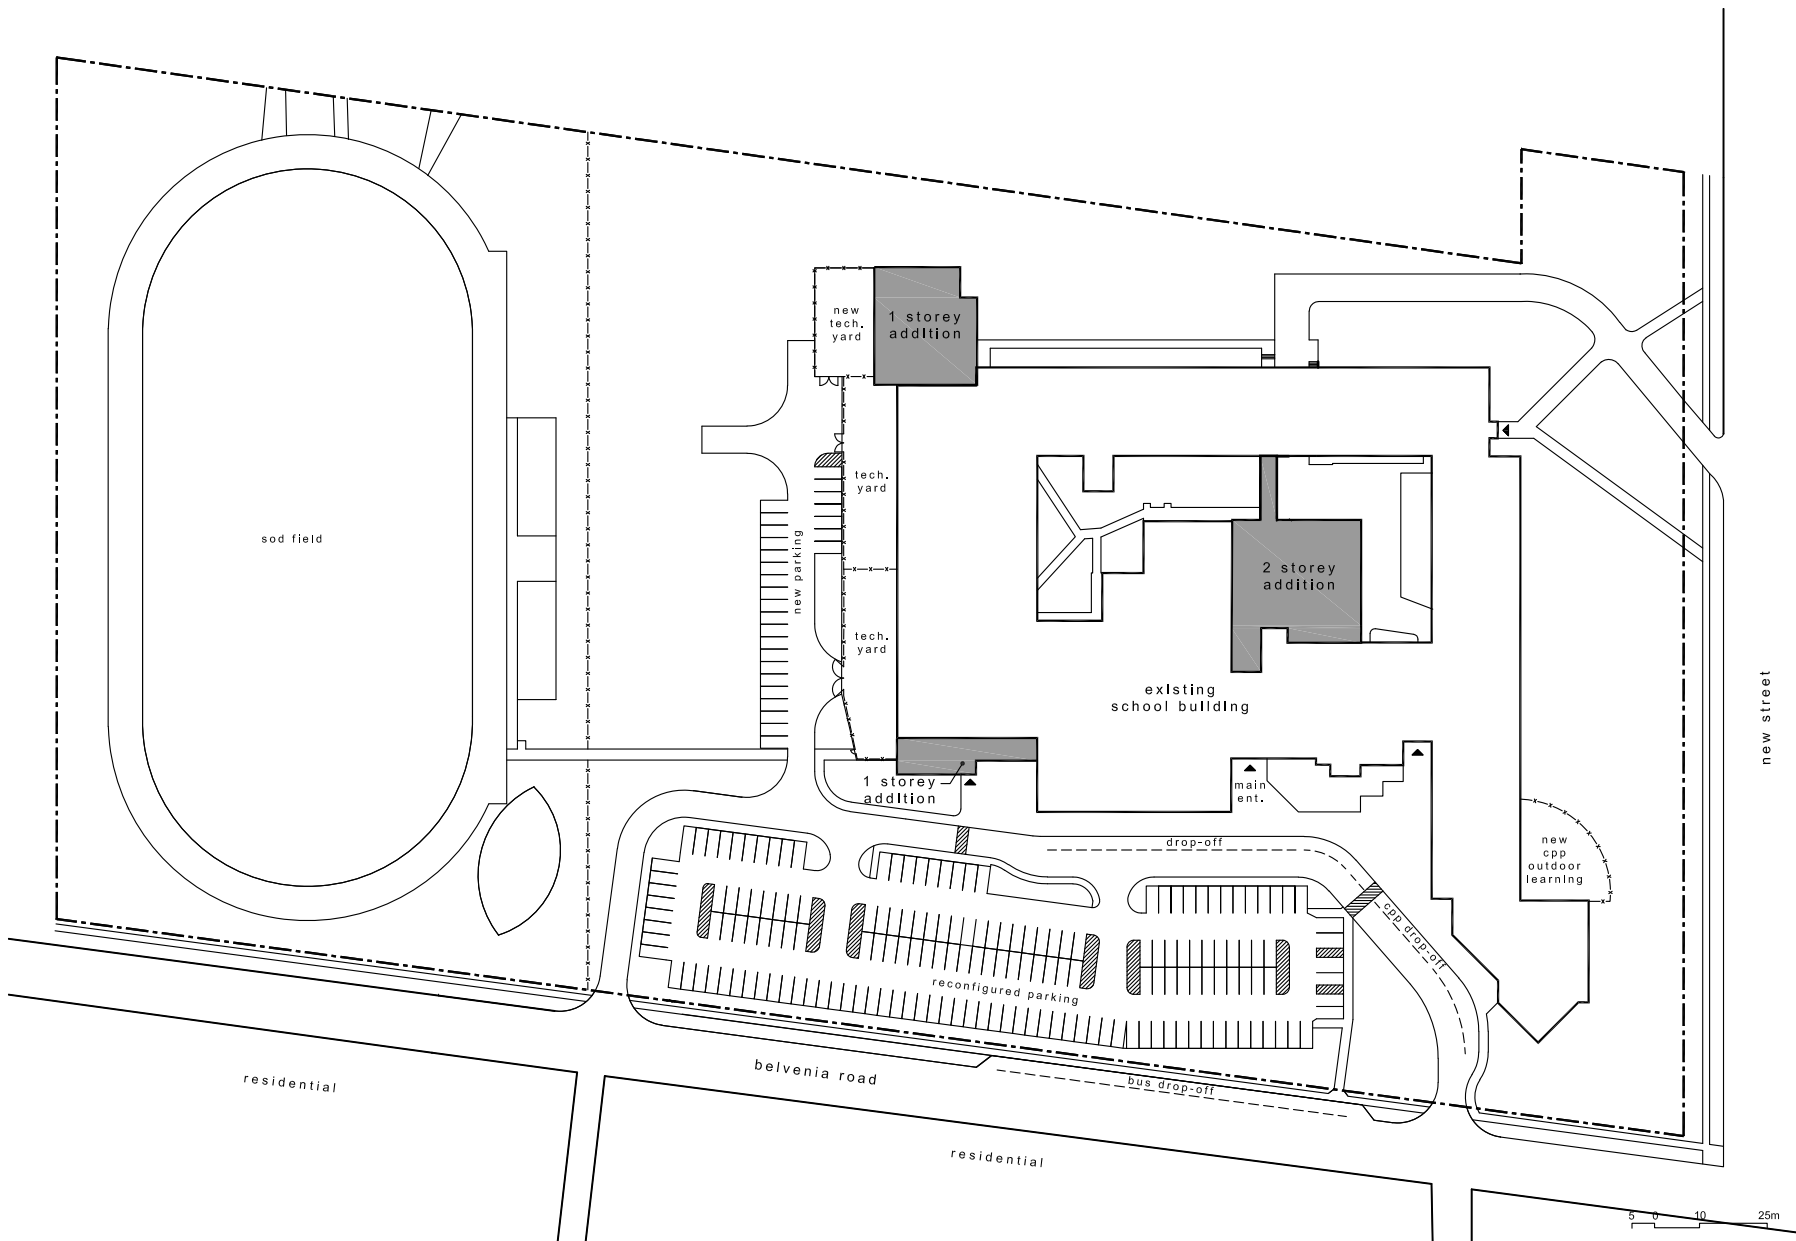 new
tech.
yard
1 storey
addition
tech.
yard
sod field
new parking
2 storey
addition
tech.
yard
existing
school building
new street
1 storey
addition
main
ent.
drop-off
new
cpp
outdoor
learning
cpp drop-off
reconfigured parking
belvenia road
bus drop-off
residential
residential
5 0 10 25m